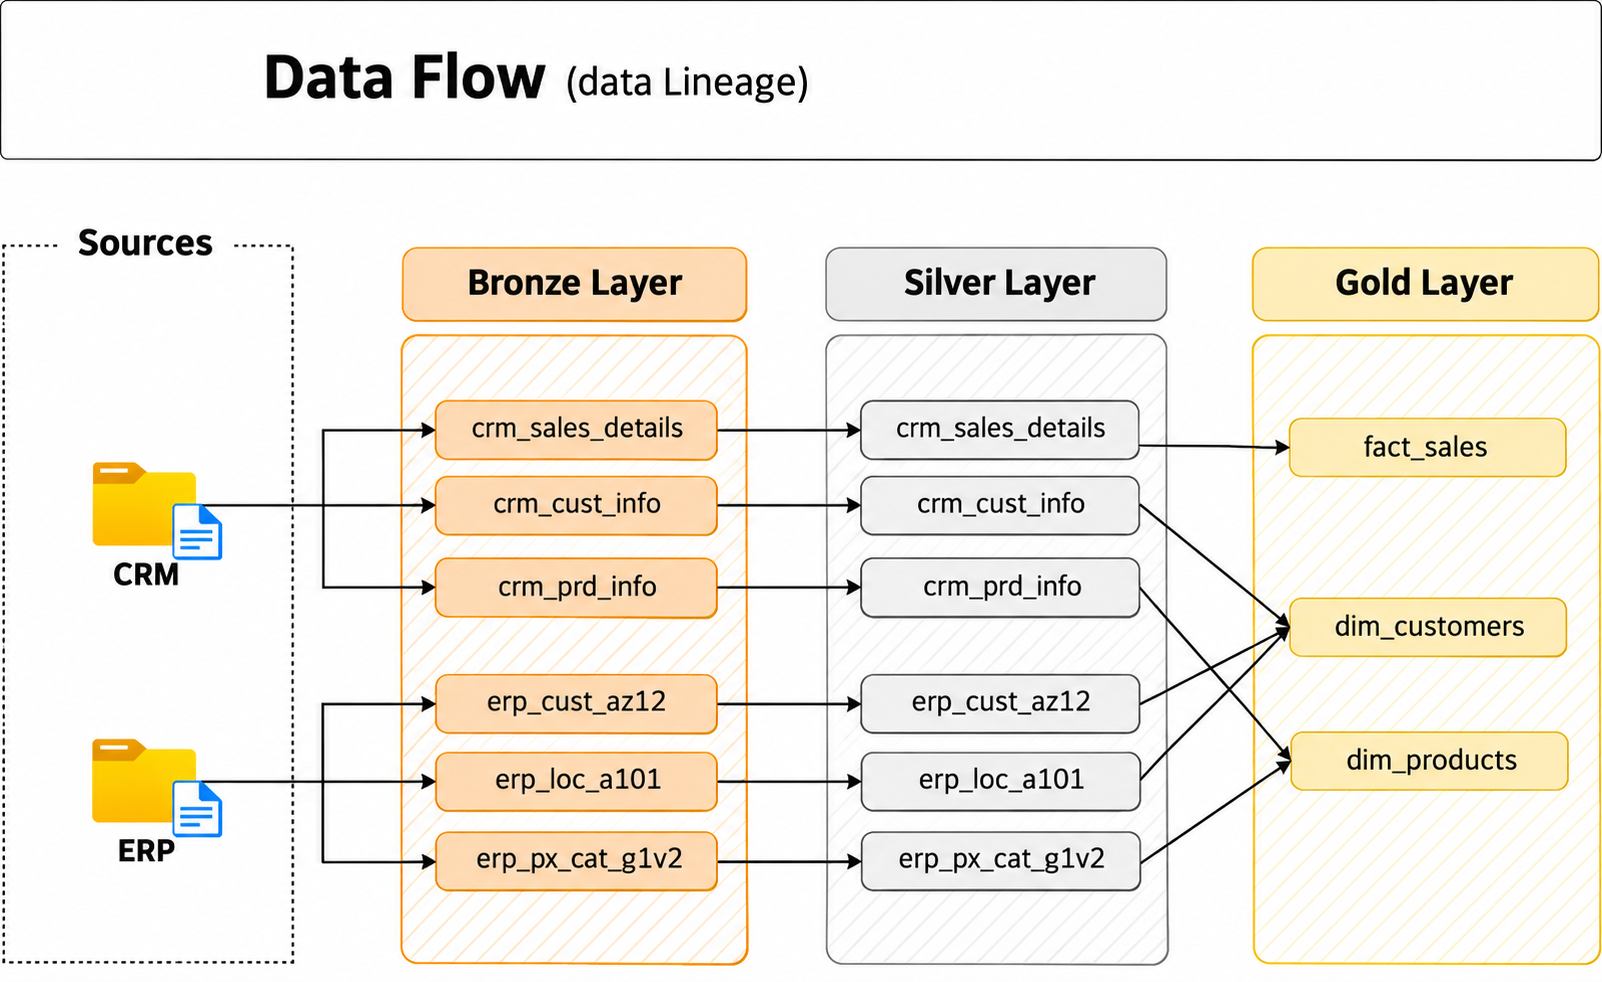 Data Flow (data Lineage)
Sources
CRM
ERP
Bronze Layer
crm_sales_details
crm_cust_info
crm_prd_info
erp_cust_az12
erp_loc_a101
erp_px_cat_g1v2
Silver Layer
crm_sales_details
crm_cust_info
crm_prd_info
erp_cust_az12
erp_loc_a101
erp_px_cat_g1v2
Gold Layer
fact_sales
dim_customers
dim_products